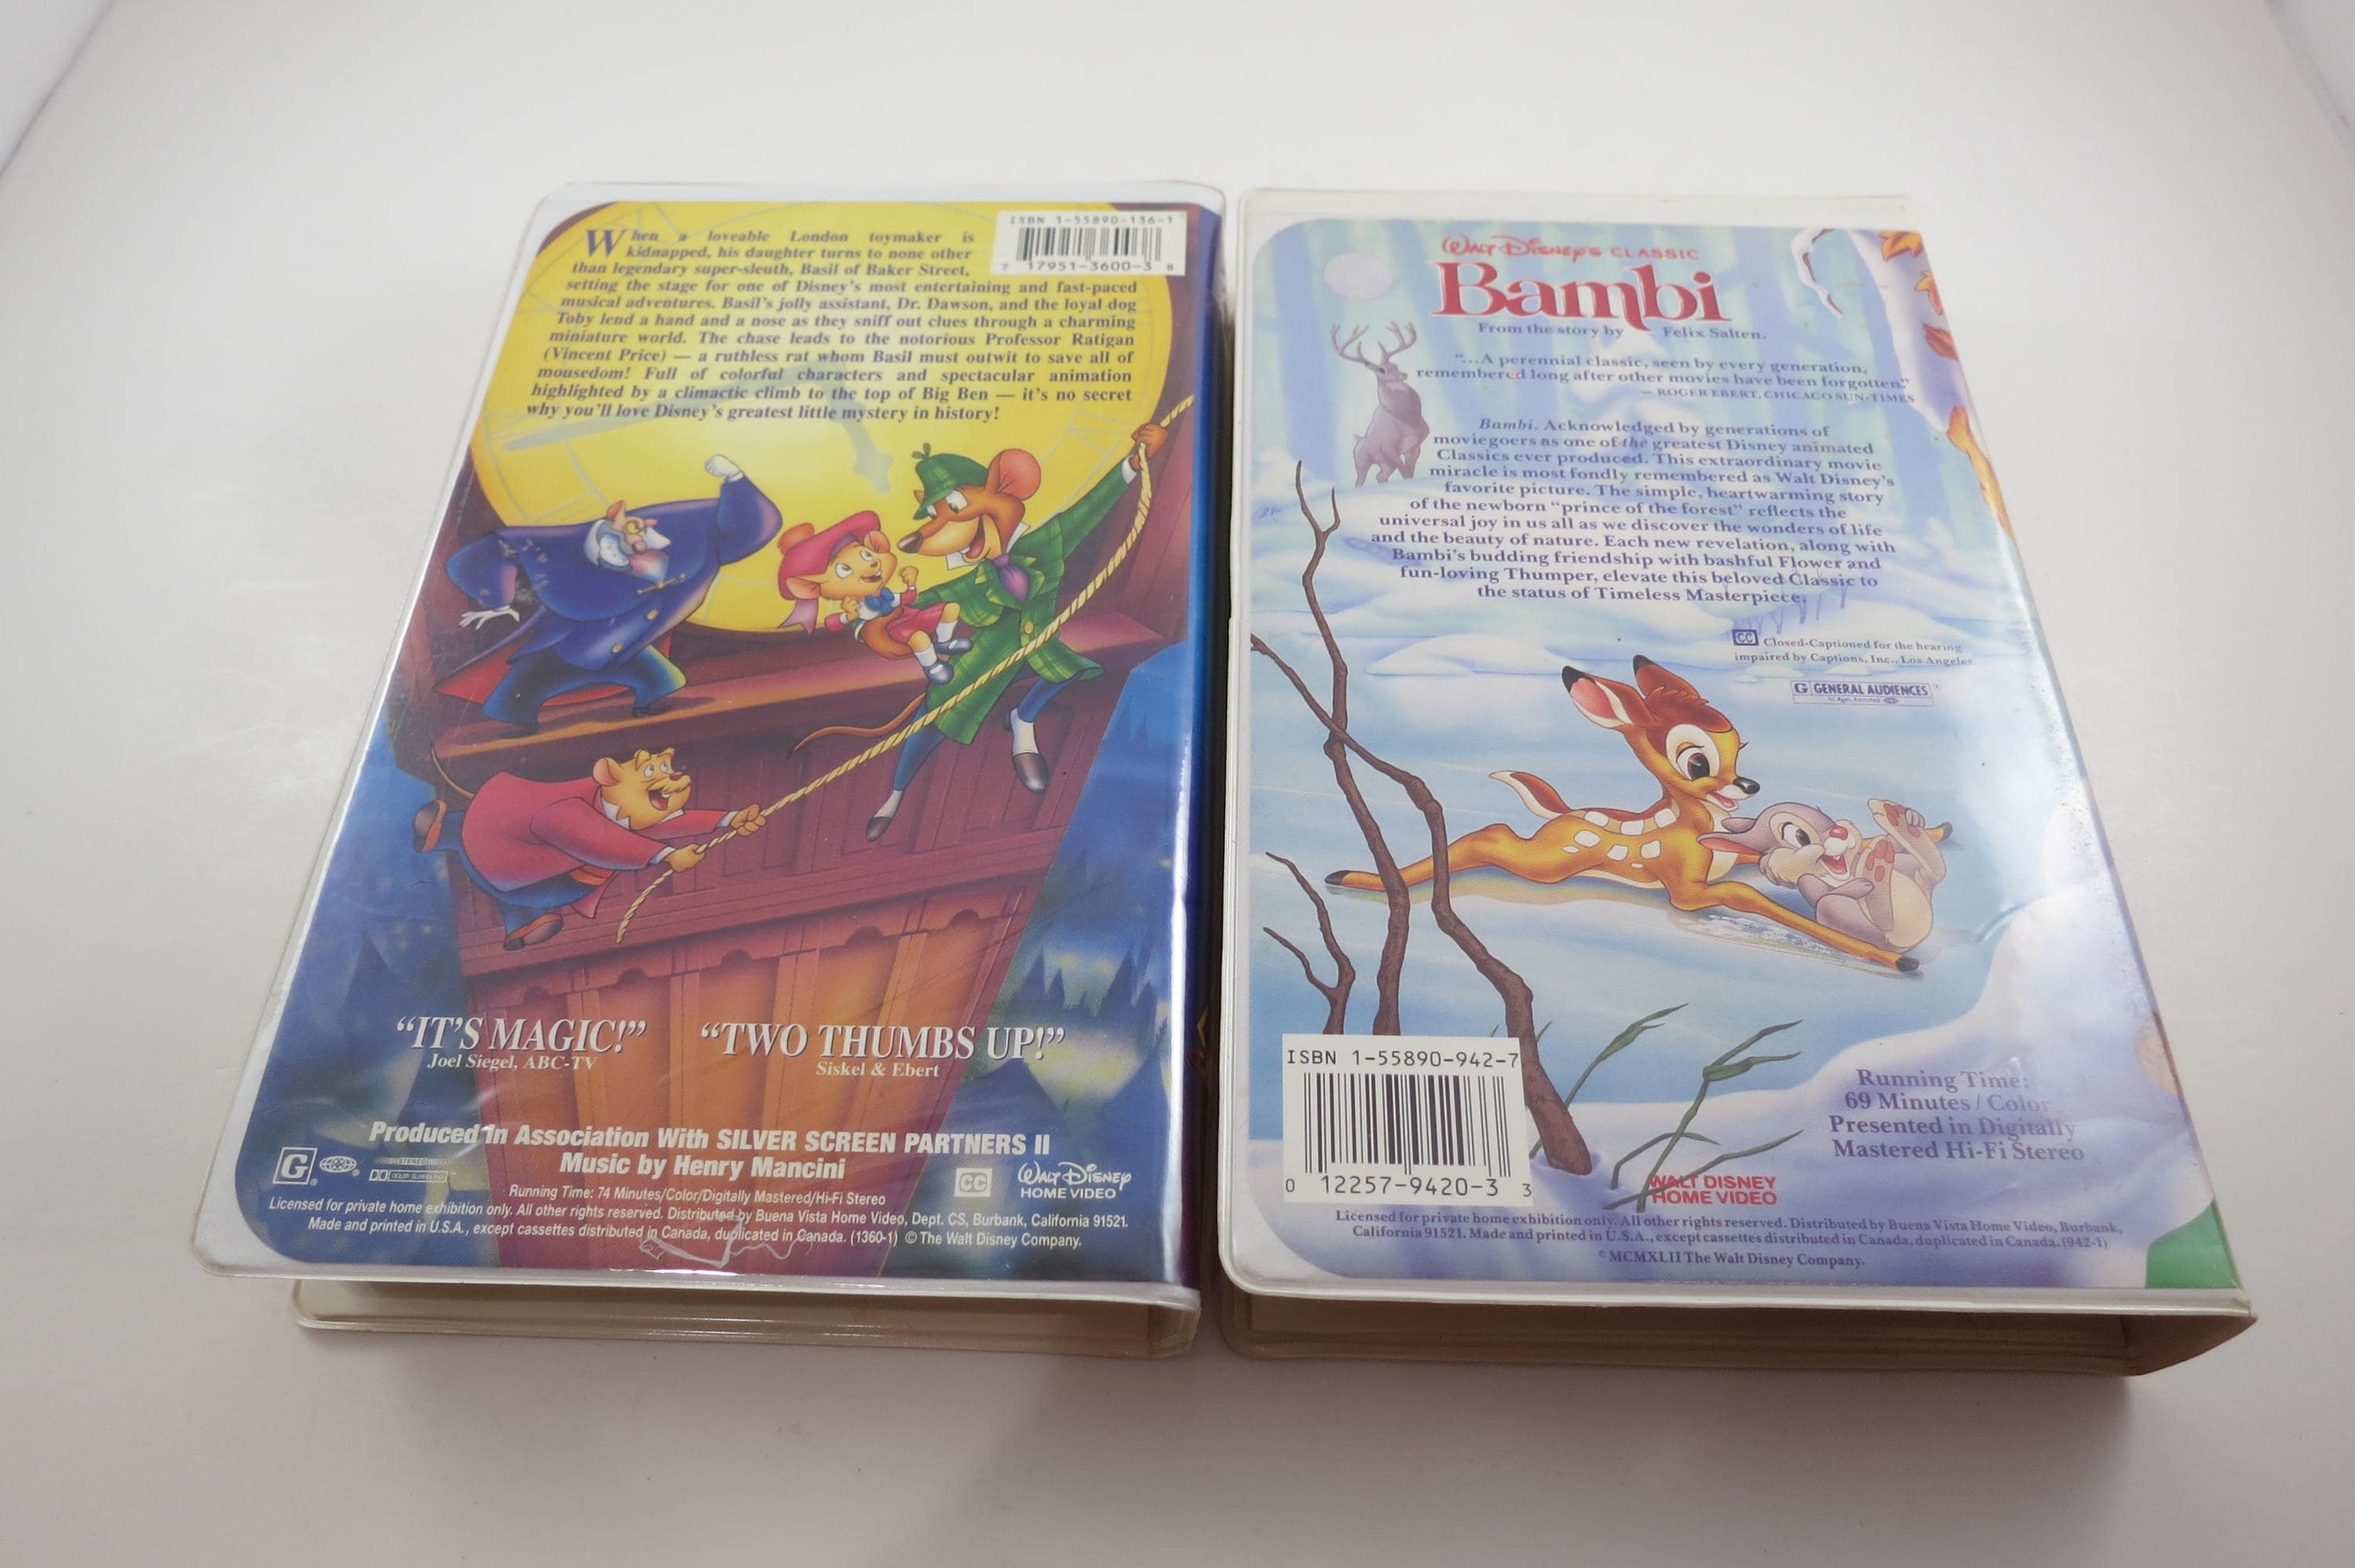 ISBN 1-55890-136-1
7 17951-3600-3 8
When a loveable London toymaker is
kidnapped, his daughter turns to none other
than legendary super-sleuth, Basil of Baker Street,
setting the stage for one of Disney's most entertaining and fast-paced
musical adventures. Basil's jolly assistant, Dr. Dawson, and the loyal dog
Toby lend a hand and a nose as they sniff out clues through a charming
miniature world. The chase leads to the notorious Professor Ratigan
(Vincent Price) — a ruthless rat whom Basil must outwit to save all of
mousedom! Full of colorful characters and spectacular animation
highlighted by a climactic climb to the top of Big Ben — it's no secret
why you'll love Disney's greatest little mystery in history!
"IT'S MAGIC!"
Joel Siegel, ABC-TV
"TWO THUMBS UP!"
Siskel & Ebert
Produced In Association With SILVER SCREEN PARTNERS II
Music by Henry Mancini
G
STEREO
DOLBY SURROUND
CC
WALT DISNEY
HOME VIDEO
Running Time: 74 Minutes/Color/Digitally Mastered/Hi-Fi Stereo
Licensed for private home exhibition only. All other rights reserved. Distributed by Buena Vista Home Video, Dept. CS, Burbank, California 91521.
Made and printed in U.S.A., except cassettes distributed in Canada, duplicated in Canada. (1360-1) © The Walt Disney Company.
WALT DISNEY'S CLASSIC
Bambi
From the story by Felix Salten.
"...A perennial classic, seen by every generation,
remembered long after other movies have been forgotten."
— ROGER EBERT, CHICAGO SUN-TIMES
Bambi. Acknowledged by generations of
moviegoers as one of the greatest Disney animated
Classics ever produced. This extraordinary movie
miracle is most fondly remembered as Walt Disney's
favorite picture. The simple, heartwarming story
of the newborn "prince of the forest" reflects the
universal joy in us all as we discover the wonders of life
and the beauty of nature. Each new revelation, along with
Bambi's budding friendship with bashful Flower and
fun-loving Thumper, elevate this beloved Classic to
the status of Timeless Masterpiece.
CC Closed-Captioned for the hearing
impaired by Captions, Inc., Los Angeles
G GENERAL AUDIENCES
All Ages Admitted
ISBN 1-55890-942-7
0 12257-9420-3 3
Running Time:
69 Minutes / Color
Presented in Digitally
Mastered Hi-Fi Stereo
WALT DISNEY
HOME VIDEO
Licensed for private home exhibition only. All other rights reserved. Distributed by Buena Vista Home Video, Burbank,
California 91521. Made and printed in U.S.A., except cassettes distributed in Canada, duplicated in Canada. (942-1)
© MCMXLII The Walt Disney Company.